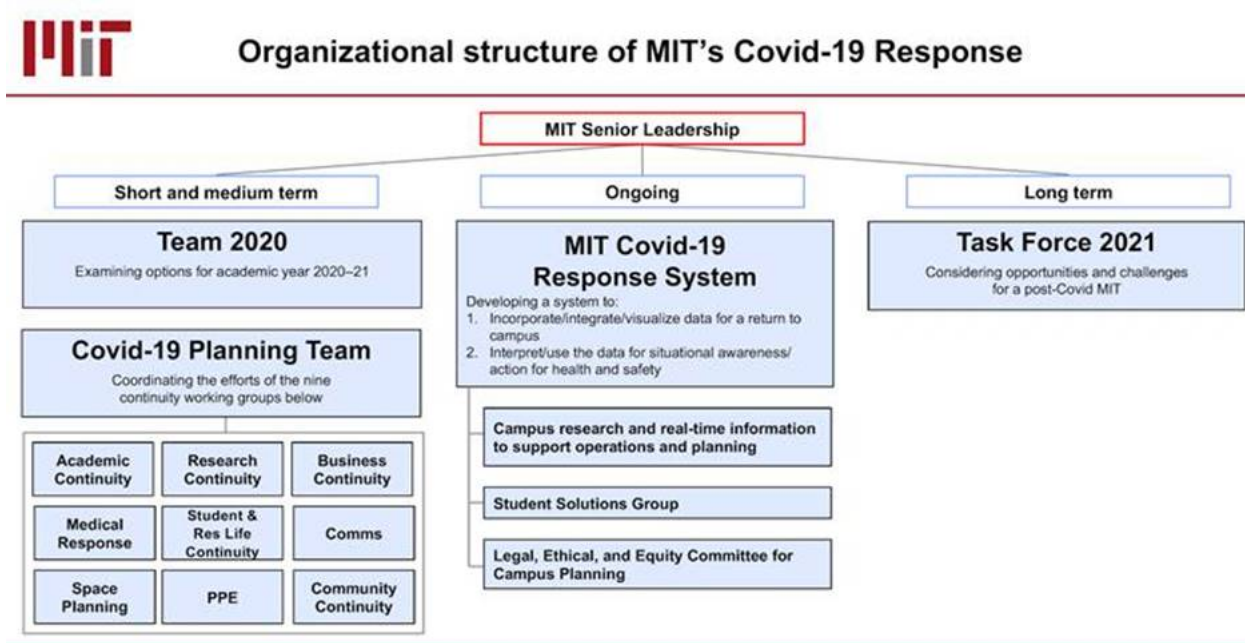 MIT
Organizational structure of MIT's Covid-19 Response
MIT Senior Leadership
Short and medium term
Team 2020
Examining options for academic year 2020–21
Covid-19 Planning Team
Coordinating the efforts of the nine
continuity working groups below
Academic
Continuity
Research
Continuity
Business
Continuity
Medical
Response
Student &
Res Life
Continuity
Comms
Space
Planning
PPE
Community
Continuity
Ongoing
MIT Covid-19
Response System
Developing a system to:
1. Incorporate/integrate/visualize data for a return to
campus
2. Interpret/use the data for situational awareness/
action for health and safety
Campus research and real-time information
to support operations and planning
Student Solutions Group
Legal, Ethical, and Equity Committee for
Campus Planning
Long term
Task Force 2021
Considering opportunities and challenges
for a post-Covid MIT